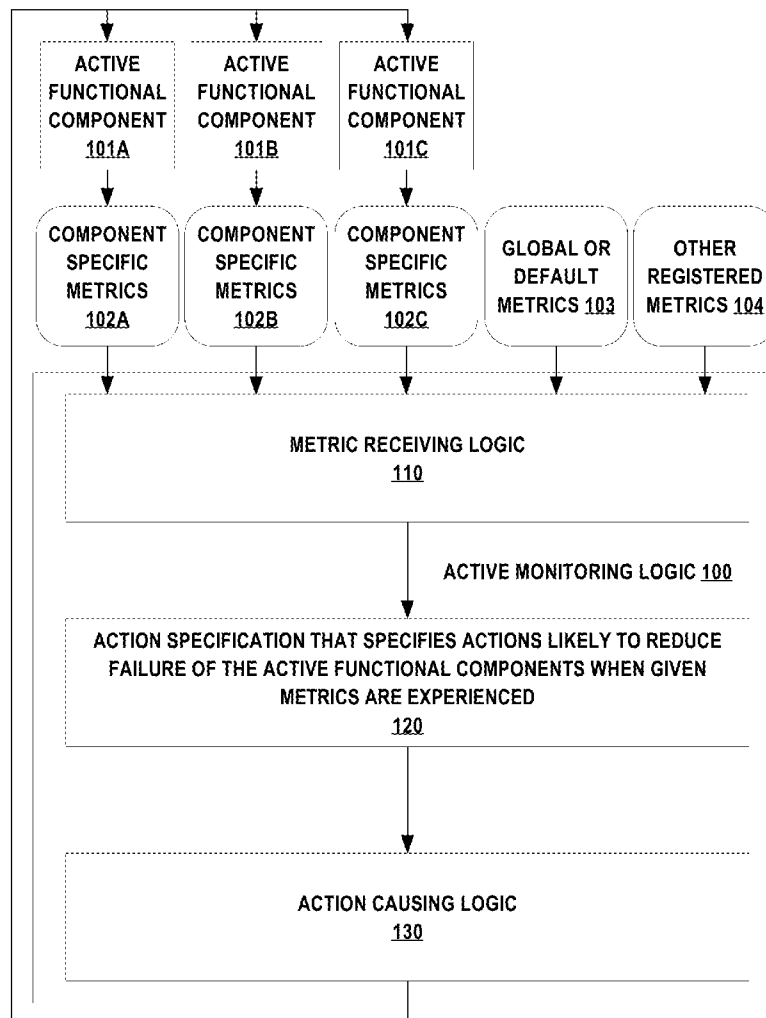 ACTIVE
FUNCTIONAL
COMPONENT
101A
ACTIVE
FUNCTIONAL
COMPONENT
101B
ACTIVE
FUNCTIONAL
COMPONENT
101C
COMPONENT
SPECIFIC
METRICS
102A
COMPONENT
SPECIFIC
METRICS
102B
COMPONENT
SPECIFIC
METRICS
102C
GLOBAL OR
DEFAULT
METRICS 103
OTHER
REGISTERED
METRICS 104
METRIC RECEIVING LOGIC
110
ACTIVE MONITORING LOGIC 100
ACTION SPECIFICATION THAT SPECIFIES ACTIONS LIKELY TO REDUCE
FAILURE OF THE ACTIVE FUNCTIONAL COMPONENTS WHEN GIVEN
METRICS ARE EXPERIENCED
120
ACTION CAUSING LOGIC
130